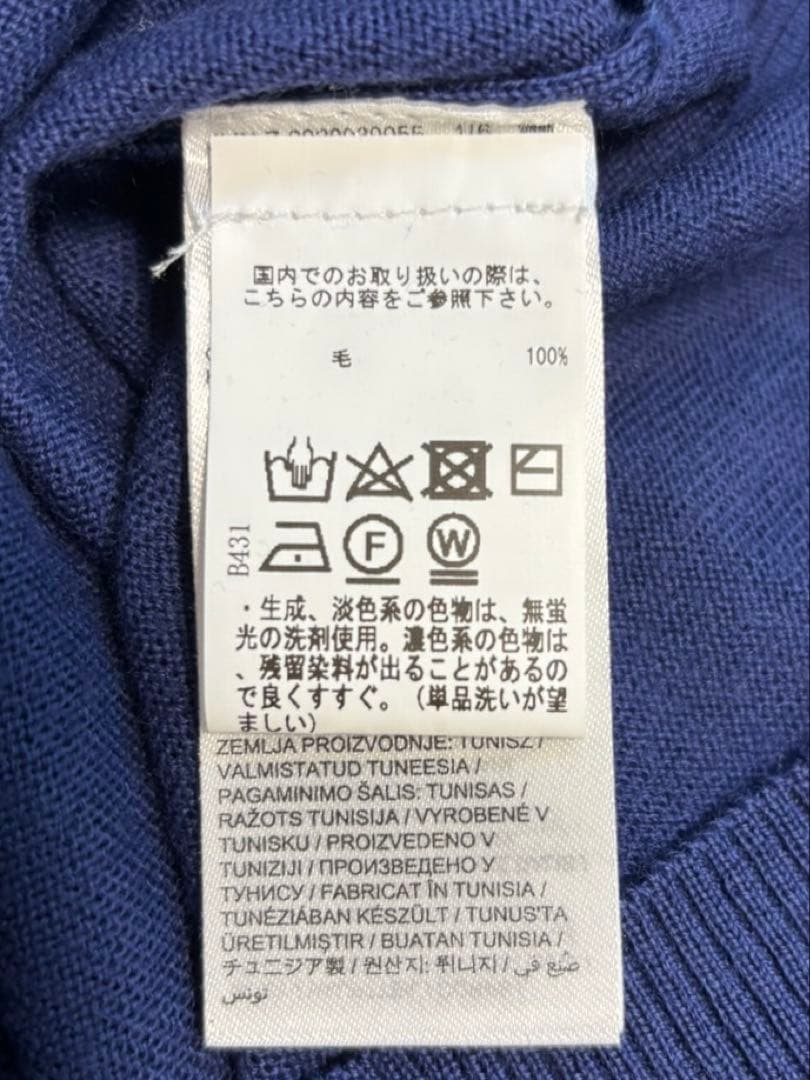 1/6
国内でのお取り扱いの際は、
こちらの内容をご参照下さい。
毛 100%
B431
F W
・生成、淡色系の色物は、無蛍
光の洗剤使用。濃色系の色物は
、残留染料が出ることがあるの
で良くすすぐ。（単品洗いが望
ましい）
ZEMLJA PROIZVODNJE: TUNISZ /
VALMISTATUD TUNEESIA /
PAGAMINIMO ŠALIS: TUNISAS /
RAŽOTS TUNISIJA / VYROBENÉ V
TUNISKU / PROIZVEDENO V
TUNIZIJI / ПРОИЗВЕДЕНО У
ТУНИСУ / FABRICAT ÎN TUNISIA /
TUNÉZIÁBAN KÉSZÜLT / TUNUS'TA
ÜRETILMIŞTIR / BUATAN TUNISIA /
チュニジア製 / 원산지: 튀니지 / صُنع في
تونس